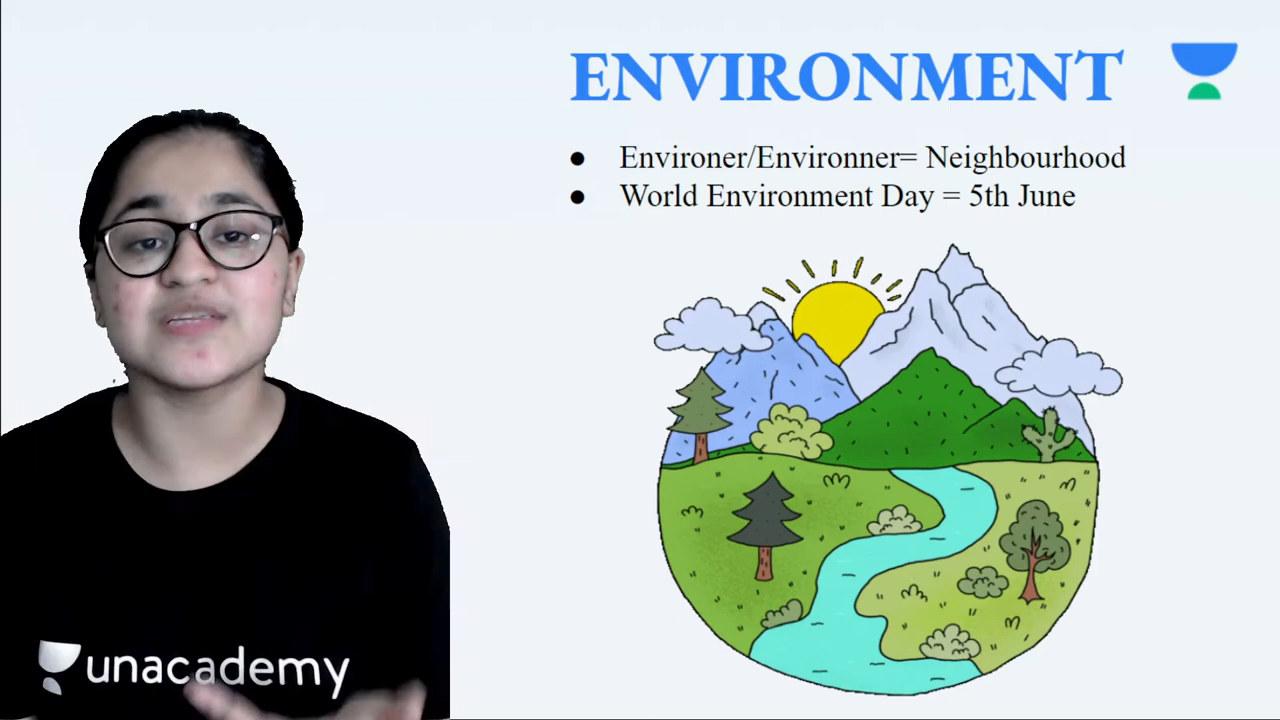 ENVIRONMENT
● Environer/Environner= Neighbourhood
● World Environment Day = 5th June
unacademy